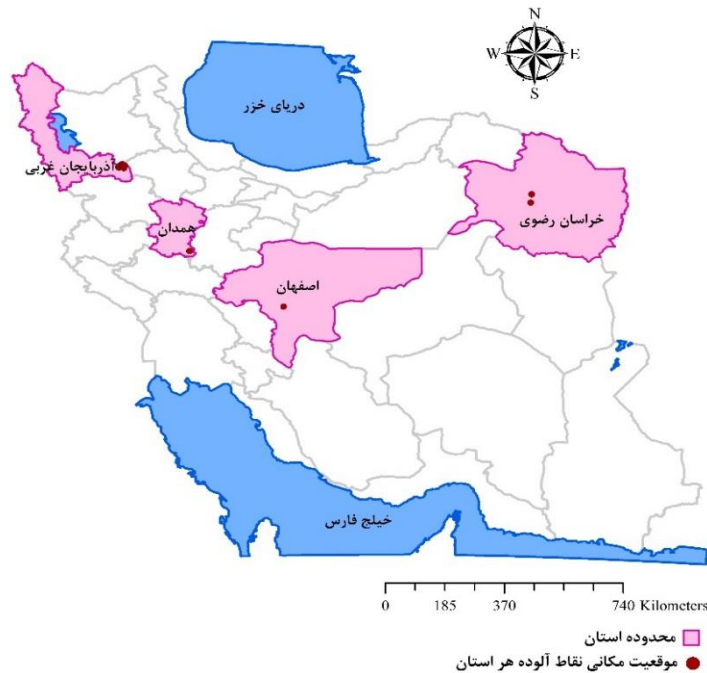 N
W E
S
دریای خزر
آذربایجان غربی
خراسان رضوی
همدان
اصفهان
خیلج فارس
0 185 370 740 Kilometers
محدوده استان
موقعیت مکانی نقاط آلوده هر استان